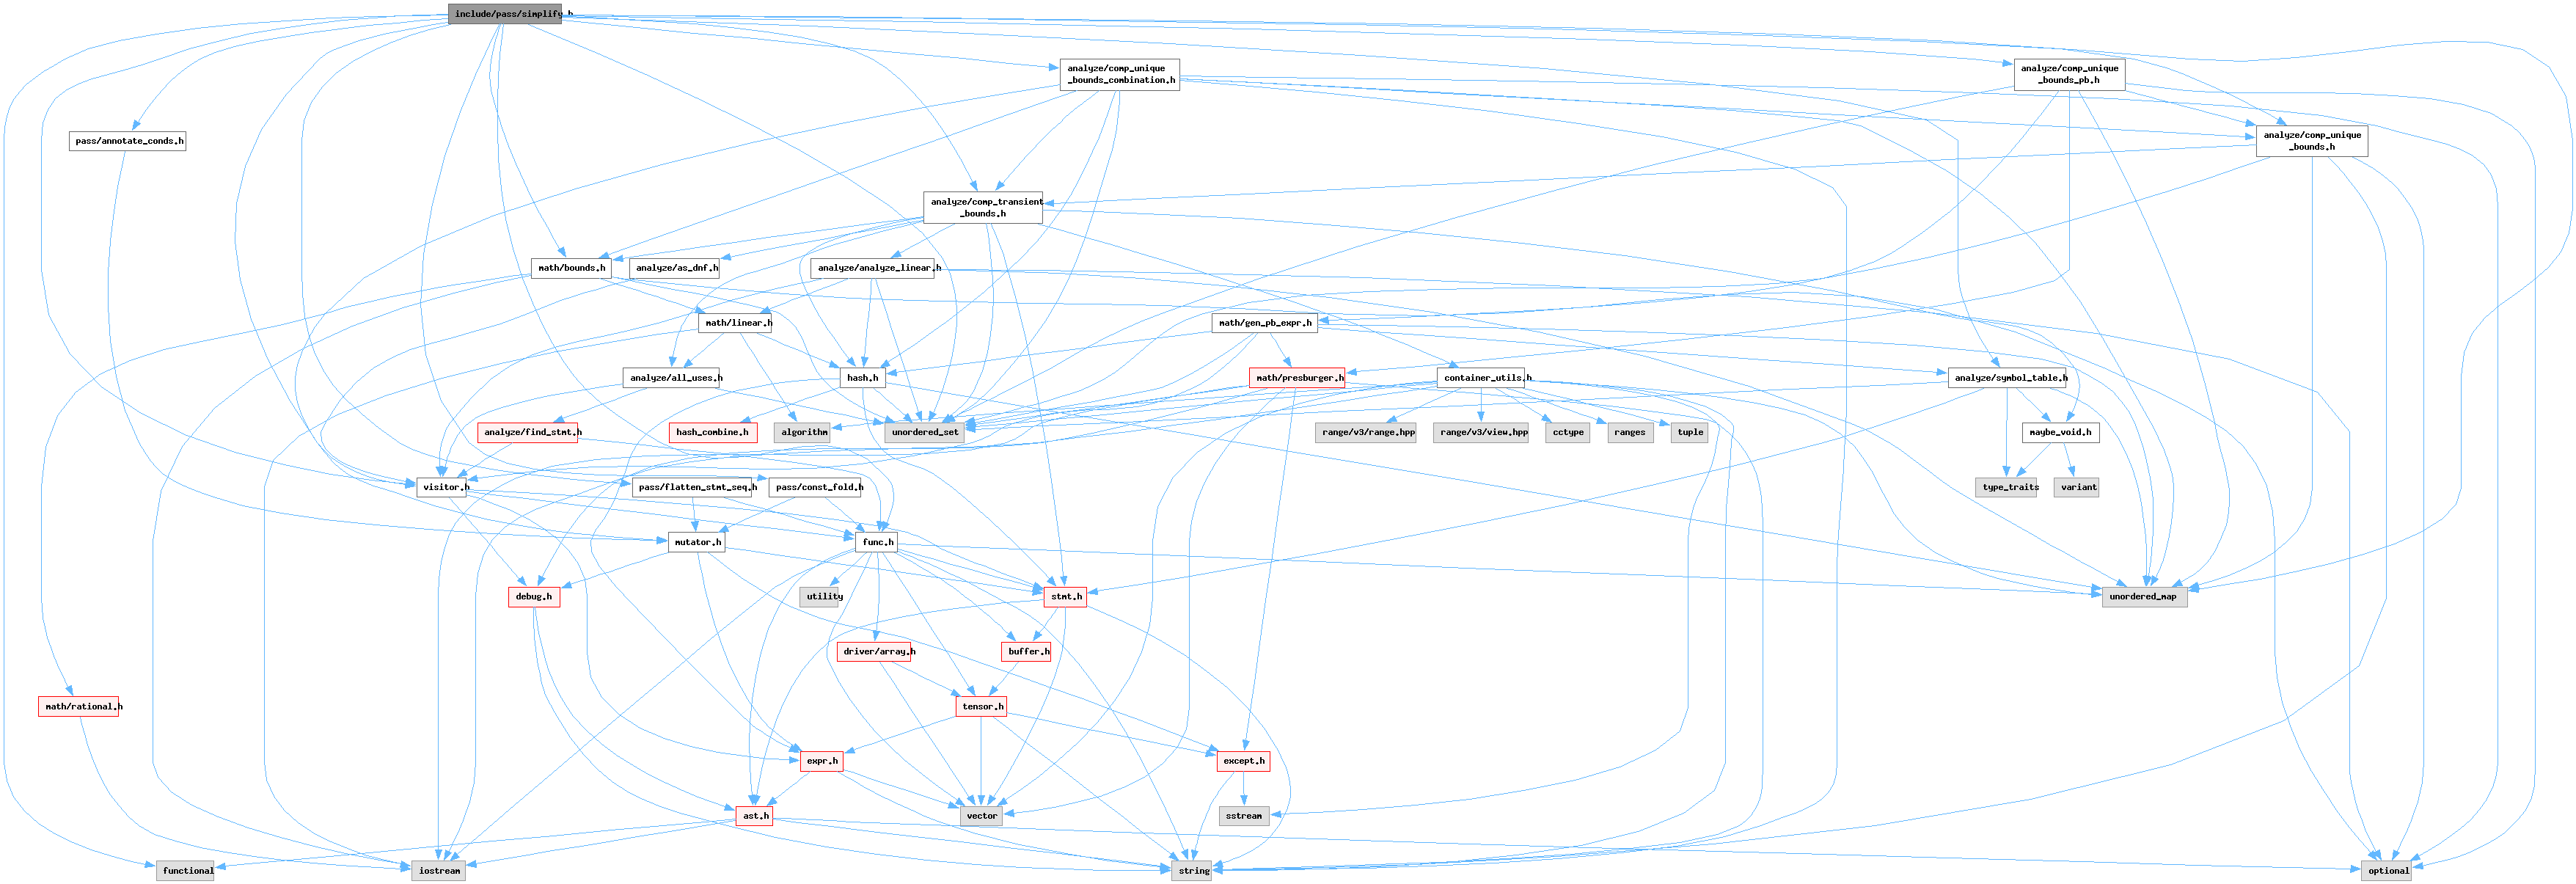 include/pass/simplify.h
analyze/comp_unique
_bounds_combination.h
analyze/comp_unique
_bounds_pb.h
pass/annotate_conds.h
analyze/comp_unique
_bounds.h
analyze/comp_transient
_bounds.h
math/bounds.h
analyze/as_dnf.h
analyze/analyze_linear.h
math/linear.h
math/gen_pb_expr.h
analyze/all_uses.h
hash.h
math/presburger.h
container_utils.h
analyze/symbol_table.h
analyze/find_stmt.h
hash_combine.h
algorithm
unordered_set
range/v3/range.hpp
range/v3/view.hpp
cctype
ranges
tuple
maybe_void.h
visitor.h
pass/flatten_stmt_seq.h
pass/const_fold.h
type_traits
variant
mutator.h
func.h
debug.h
utility
stmt.h
unordered_map
driver/array.h
buffer.h
math/rational.h
tensor.h
expr.h
except.h
ast.h
vector
sstream
functional
iostream
string
optional